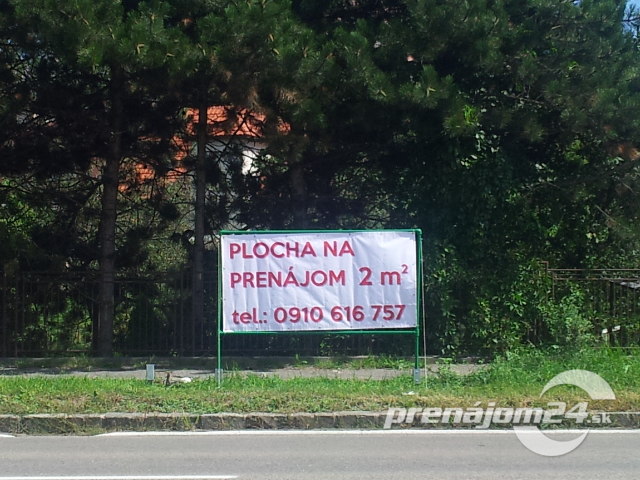 PLOCHA NA
PRENÁJOM 2 m²
tel.: 0910 616 757
prenájom24.sk